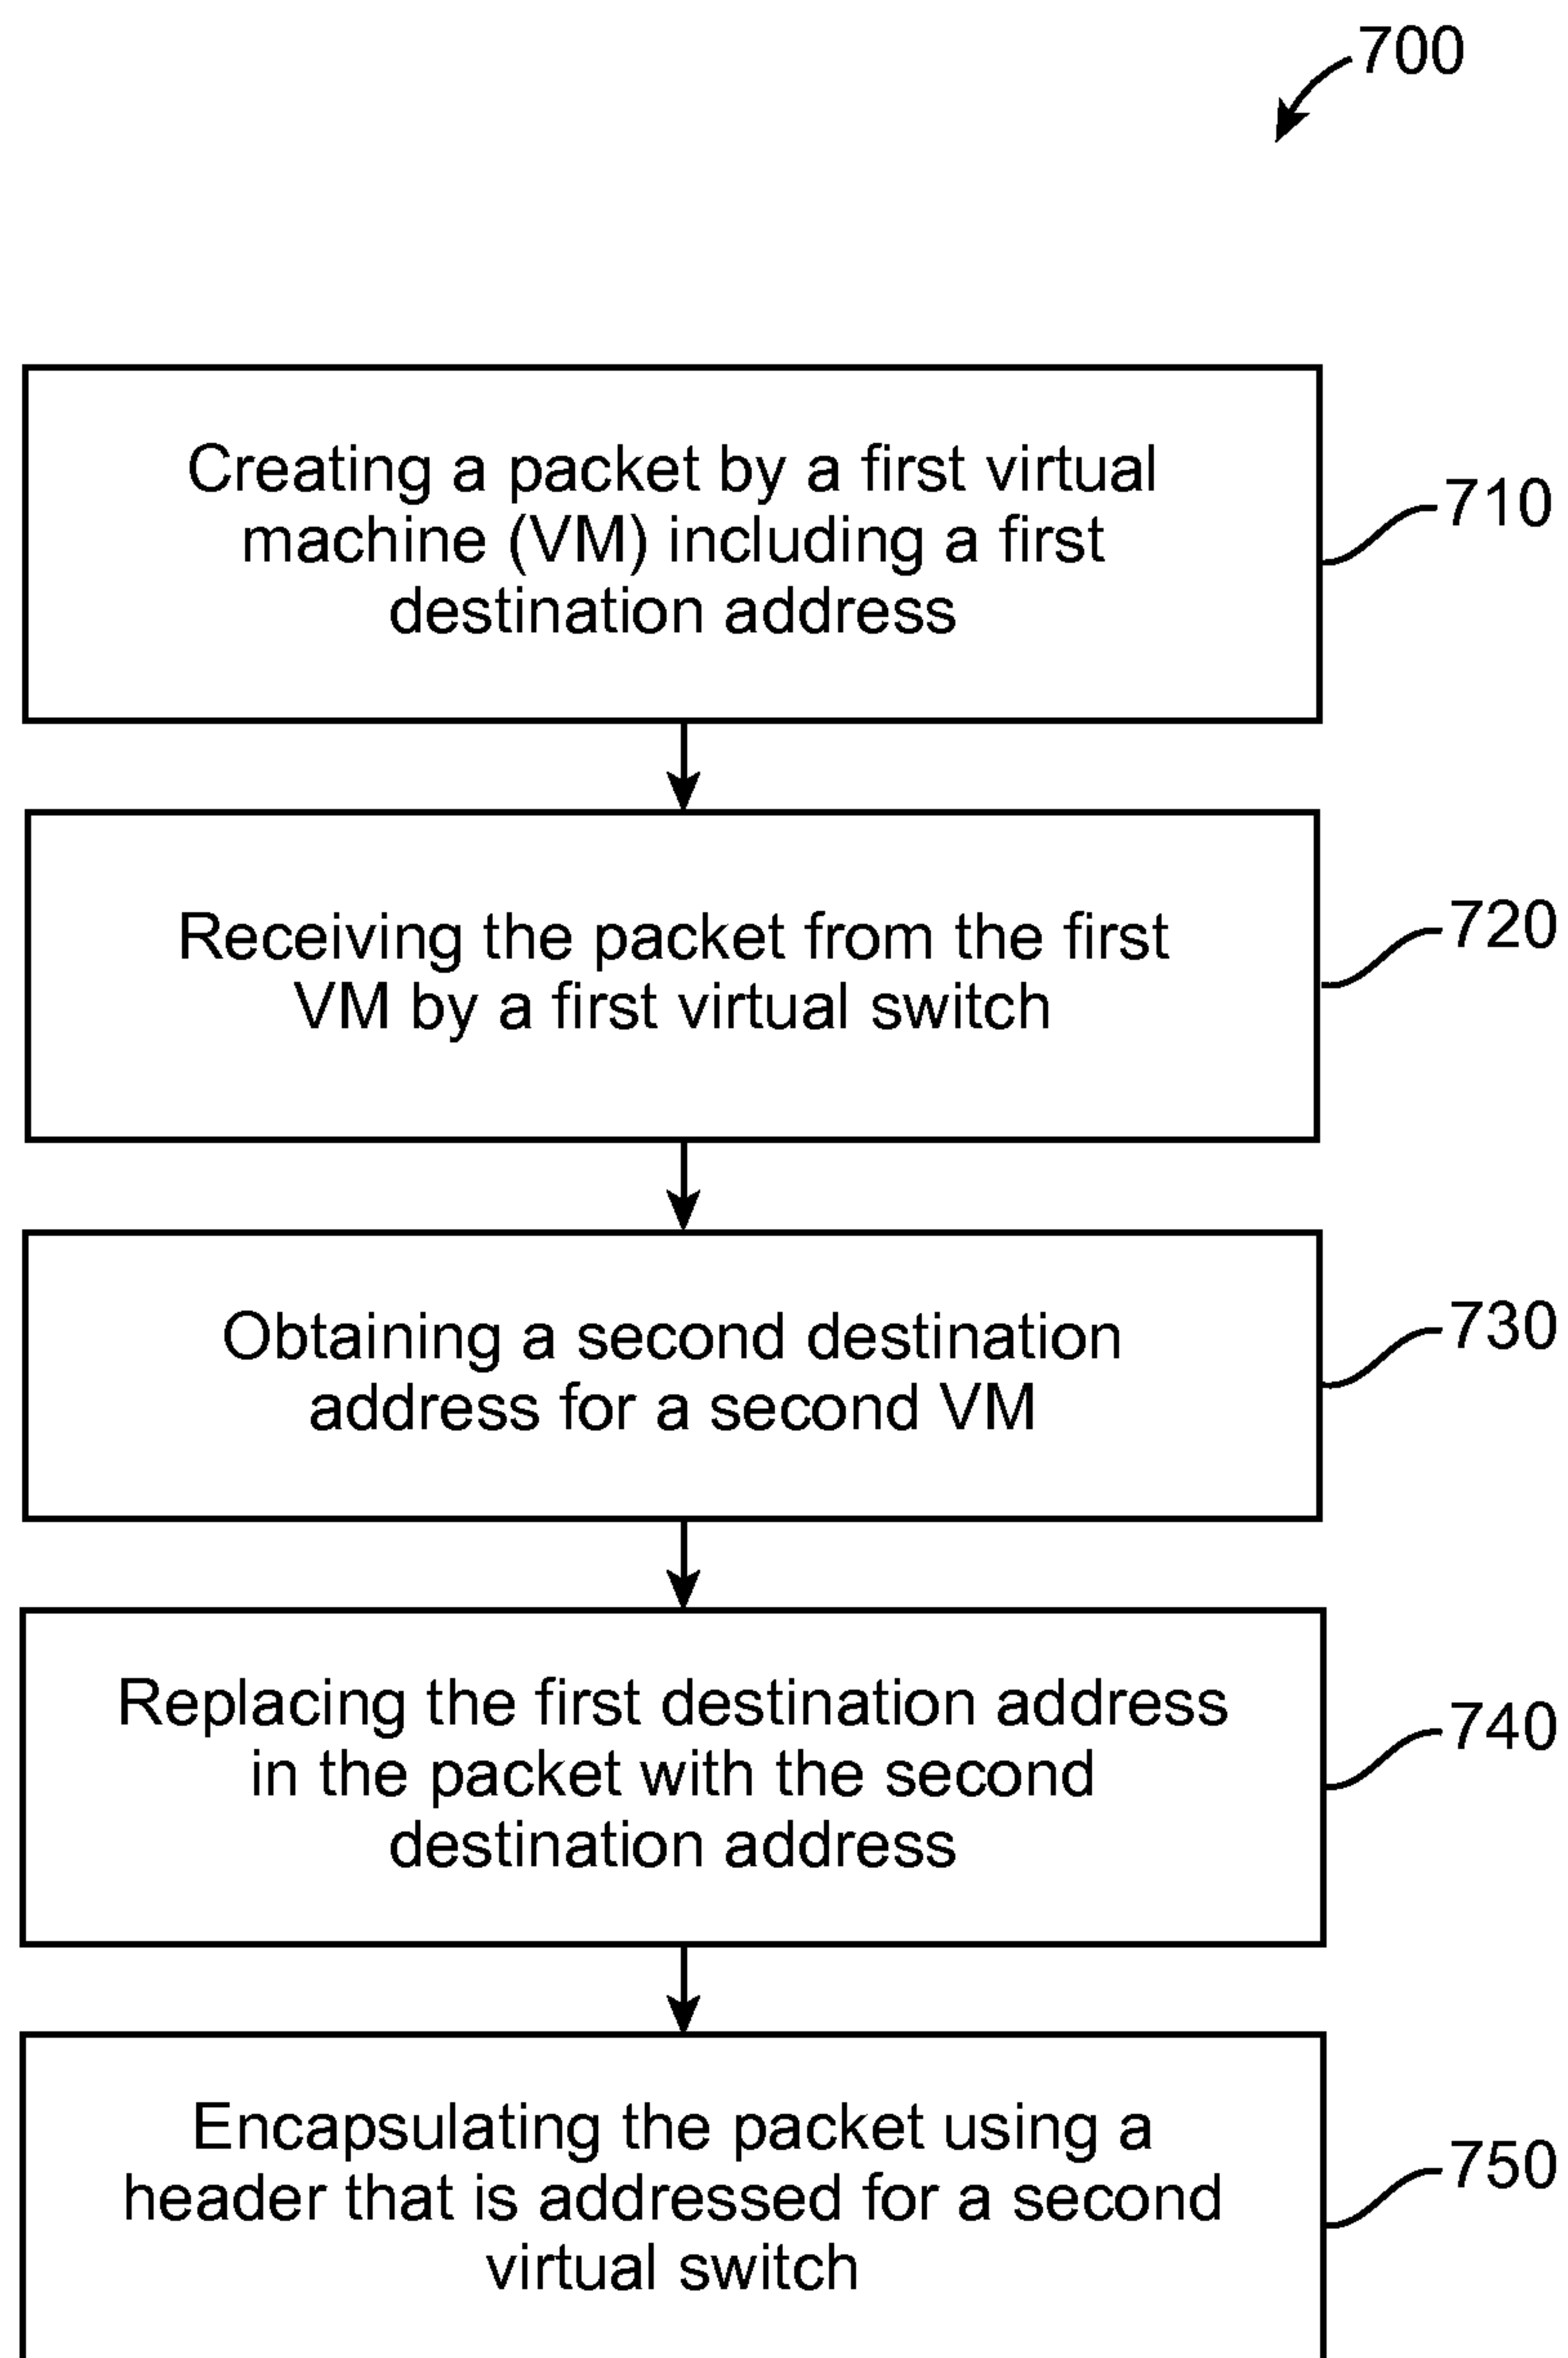 700
Creating a packet by a first virtual
machine (VM) including a first
destination address
710
Receiving the packet from the first
VM by a first virtual switch
720
Obtaining a second destination
address for a second VM
730
Replacing the first destination address
in the packet with the second
destination address
740
Encapsulating the packet using a
header that is addressed for a second
virtual switch
750